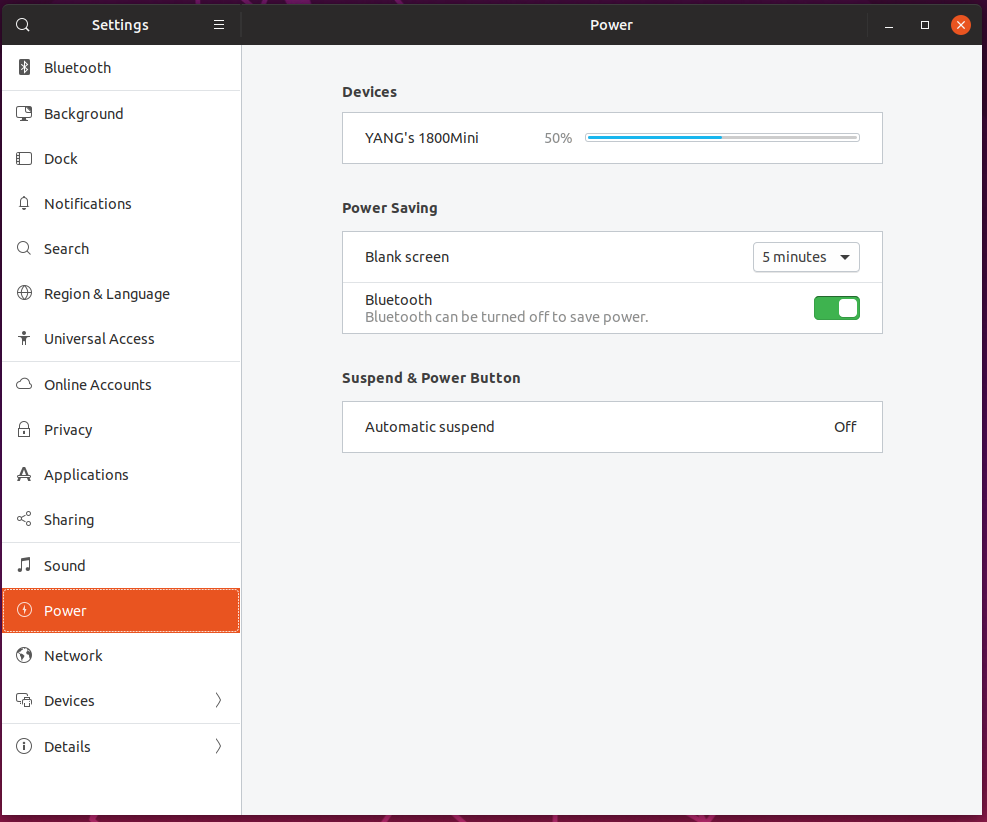 Settings
Power
Bluetooth
Background
Dock
Notifications
Search
Region & Language
Universal Access
Online Accounts
Privacy
Applications
Sharing
Sound
Power
Network
Devices
Details
Devices
YANG's 1800Mini 50%
Power Saving
Blank screen 5 minutes
Bluetooth
Bluetooth can be turned off to save power.
Suspend & Power Button
Automatic suspend Off